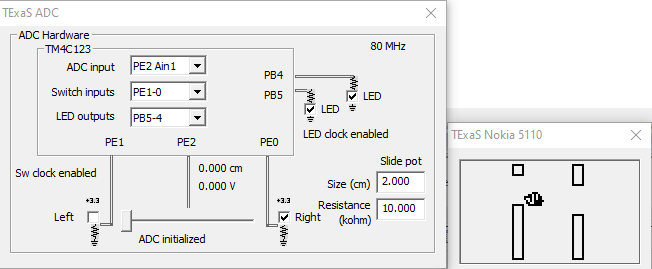 TExaS ADC
ADC Hardware
TM4C123
80 MHz
ADC input PE2 Ain1
PB4
Switch inputs PE1-0
PB5
LED
LED outputs PB5-4
LED
LED clock enabled
PE1 PE2 PE0
Sw clock enabled
0.000 cm
0.000 V
Slide pot
Size (cm) 2.000
+3.3
+3.3
Left
Right
Resistance
(kohm)
10.000
ADC initialized
TExaS Nokia 5110